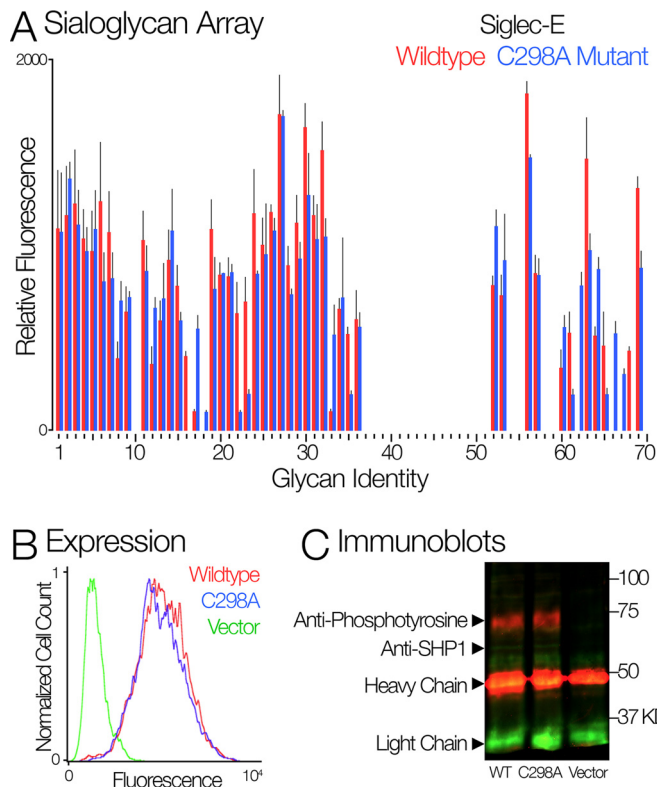 A Sialoglycan Array
Siglec-E
Wildtype C298A Mutant
2000
Relative Fluorescence
0
1 10 20 30 40 50 60 70
Glycan Identity
B Expression
1
Wildtype
C298A
Vector
Normalized Cell Count
0
0 10⁴
Fluorescence
C Immunoblots
100
Anti-Phosphotyrosine
75
Anti-SHP1
50
Heavy Chain
37 KD
Light Chain
WT C298A Vector